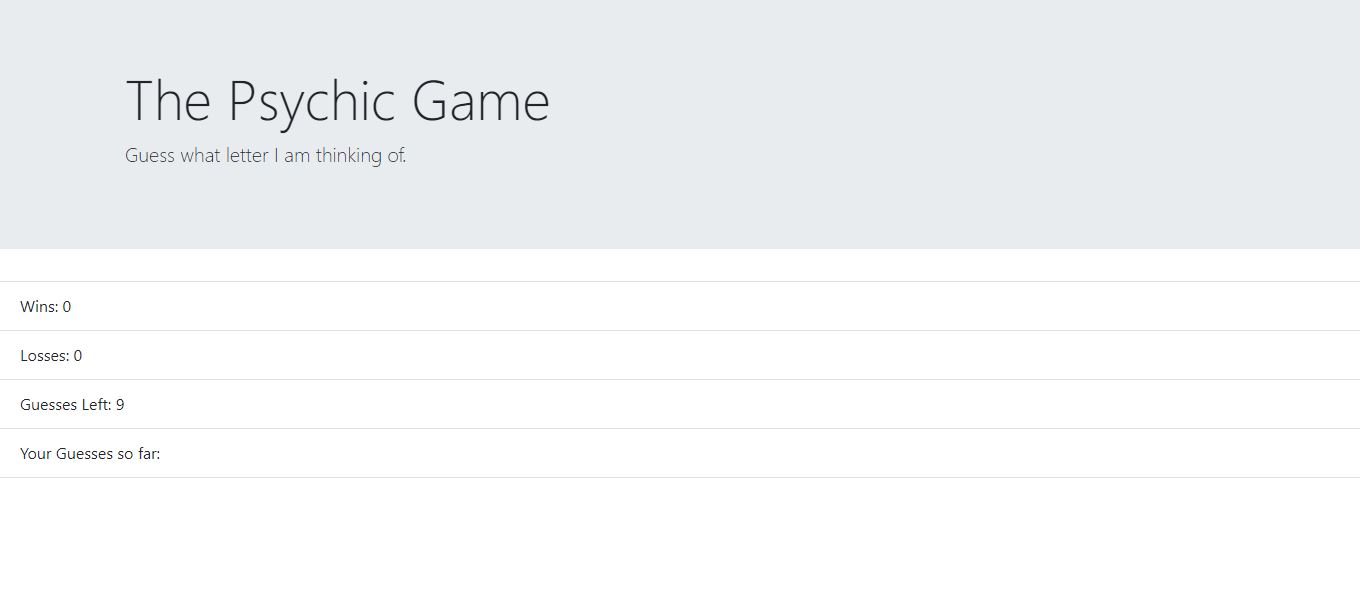 The Psychic Game
Guess what letter I am thinking of.
Wins: 0
Losses: 0
Guesses Left: 9
Your Guesses so far: